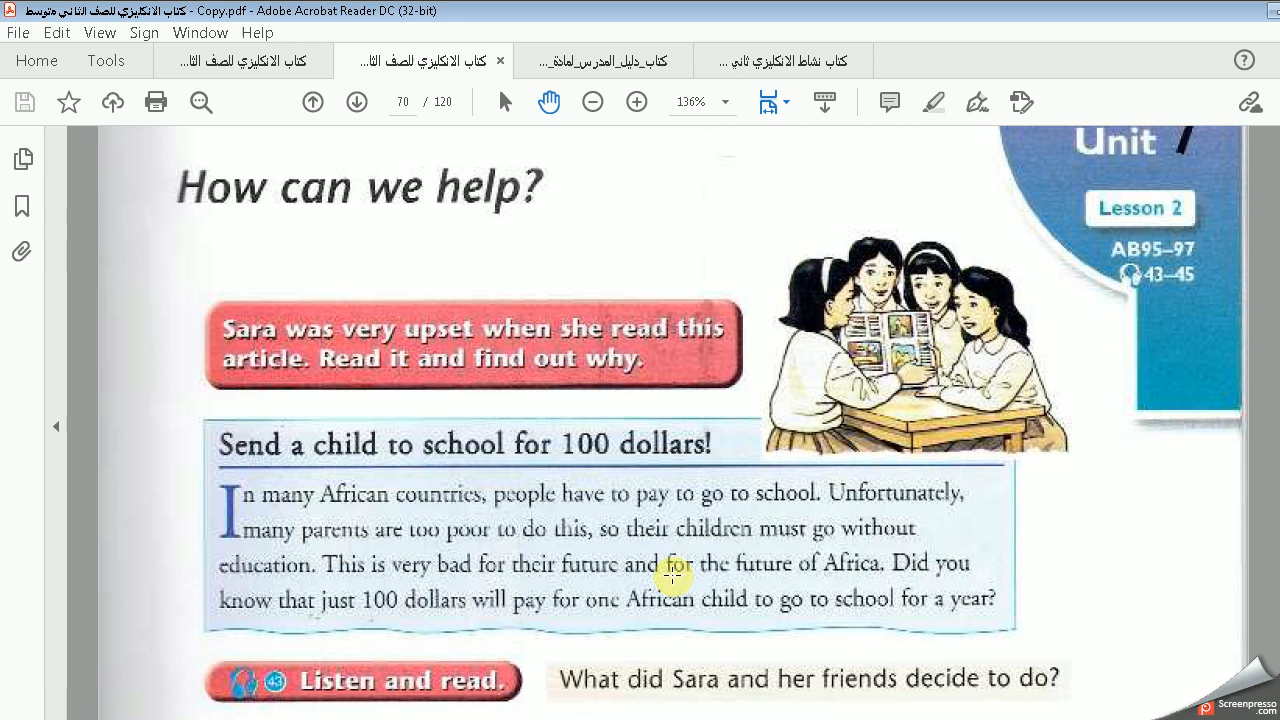 كتاب الانكليزي للصف الثاني متوسط - Copy.pdf - Adobe Acrobat Reader DC (32-bit)
File Edit View Sign Window Help
Home Tools كتاب الانكليزي للصف الثا... كتاب الانكليزي للصف الثا... × كتاب_دليل_المدرس_لمادة_... كتاب نشاط الانكليزي ثاني ...
70 / 120 136%
Unit 7
How can we help?
Lesson 2
AB95–97
43–45
Sara was very upset when she read this
article. Read it and find out why.
Send a child to school for 100 dollars!
In many African countries, people have to pay to go to school. Unfortunately,
many parents are too poor to do this, so their children must go without
education. This is very bad for their future and for the future of Africa. Did you
know that just 100 dollars will pay for one African child to go to school for a year?
43 Listen and read. What did Sara and her friends decide to do?
Screenpresso
.com